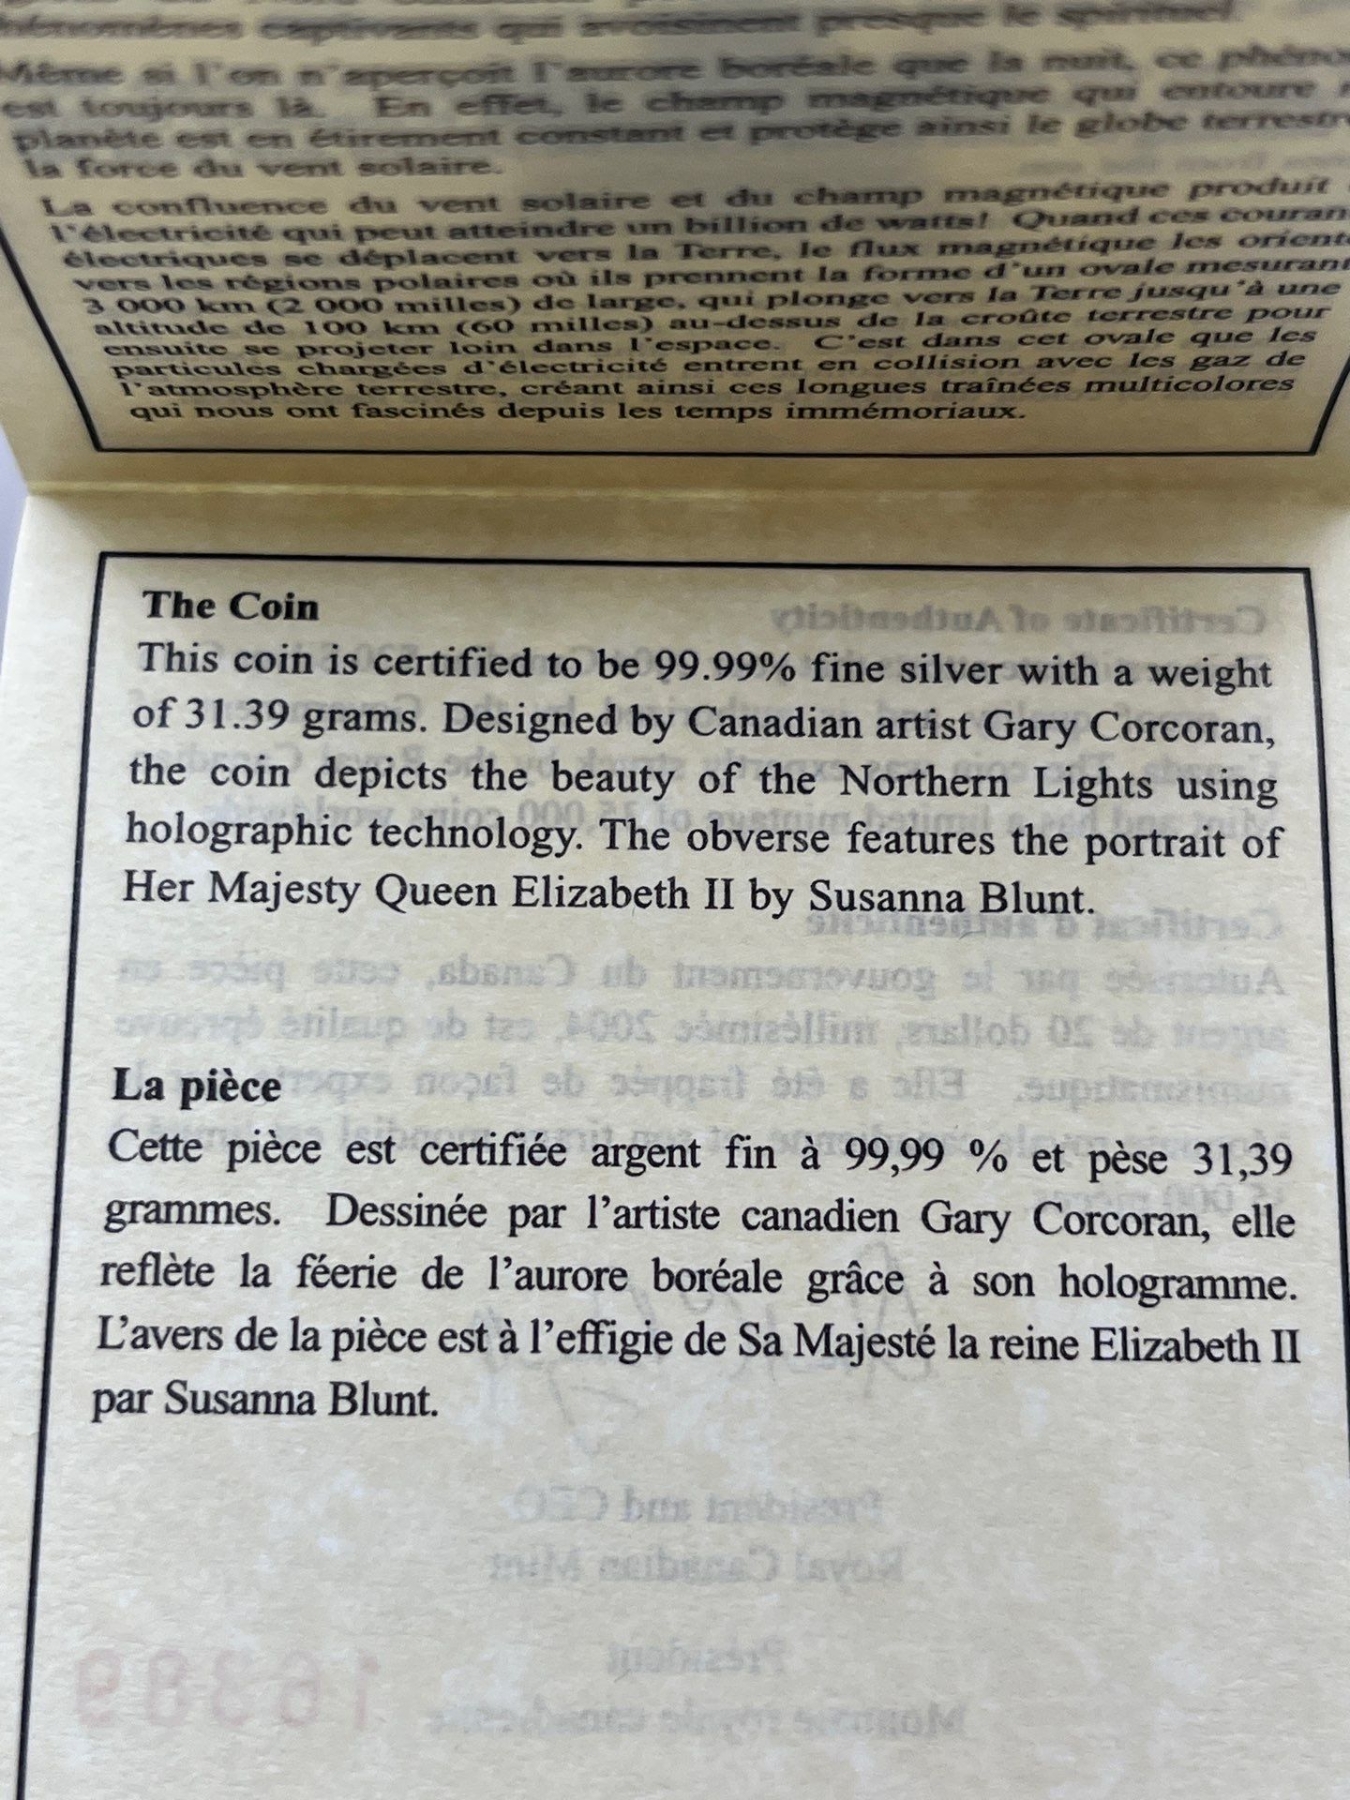 phénomènes captivants qui avoisinent presque le spirituel.
Même si l'on n'aperçoit l'aurore boréale que la nuit, ce
est toujours là. En effet, le champ magnétique qui entoure
planète est en étirement constant et protège ainsi le globe
la force du vent solaire.
La confluence du vent solaire et du champ magnétique produit
l'électricité qui peut atteindre un billion de watts! Quand ces
électriques se déplacent vers la Terre, le flux magnétique les
vers les régions polaires où ils prennent la forme d'un ovale mesurant
3 000 km (2 000 milles) de large, qui plonge vers la Terre jusqu'à une
altitude de 100 km (60 milles) au-dessus de la croûte terrestre pour
ensuite se projeter loin dans l'espace. C'est dans cet ovale que les
particules chargées d'électricité entrent en collision avec les gaz de
l'atmosphère terrestre, créant ainsi ces longues traînées multicolores
qui nous ont fascinés depuis les temps immémoriaux.
The Coin
This coin is certified to be 99.99% fine silver with a weight
of 31.39 grams. Designed by Canadian artist Gary Corcoran,
the coin depicts the beauty of the Northern Lights using
holographic technology. The obverse features the portrait of
Her Majesty Queen Elizabeth II by Susanna Blunt.
La pièce
Cette pièce est certifiée argent fin à 99,99 % et pèse 31,39
grammes. Dessinée par l'artiste canadien Gary Corcoran, elle
reflète la féerie de l'aurore boréale grâce à son hologramme.
L'avers de la pièce est à l'effigie de Sa Majesté la reine Elizabeth II
par Susanna Blunt.